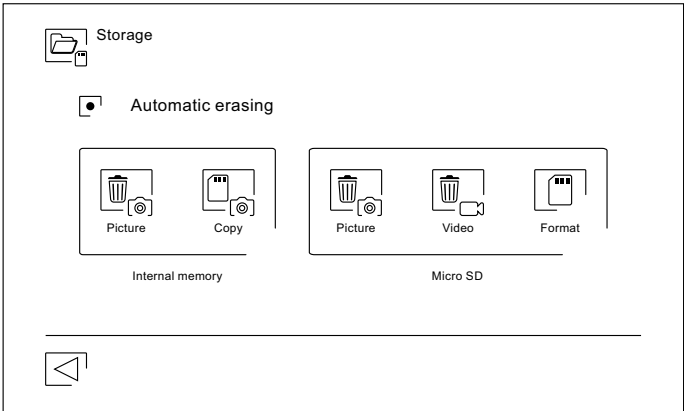 Storage
Automatic erasing
Picture Copy Picture Video Format
Internal memory Micro SD